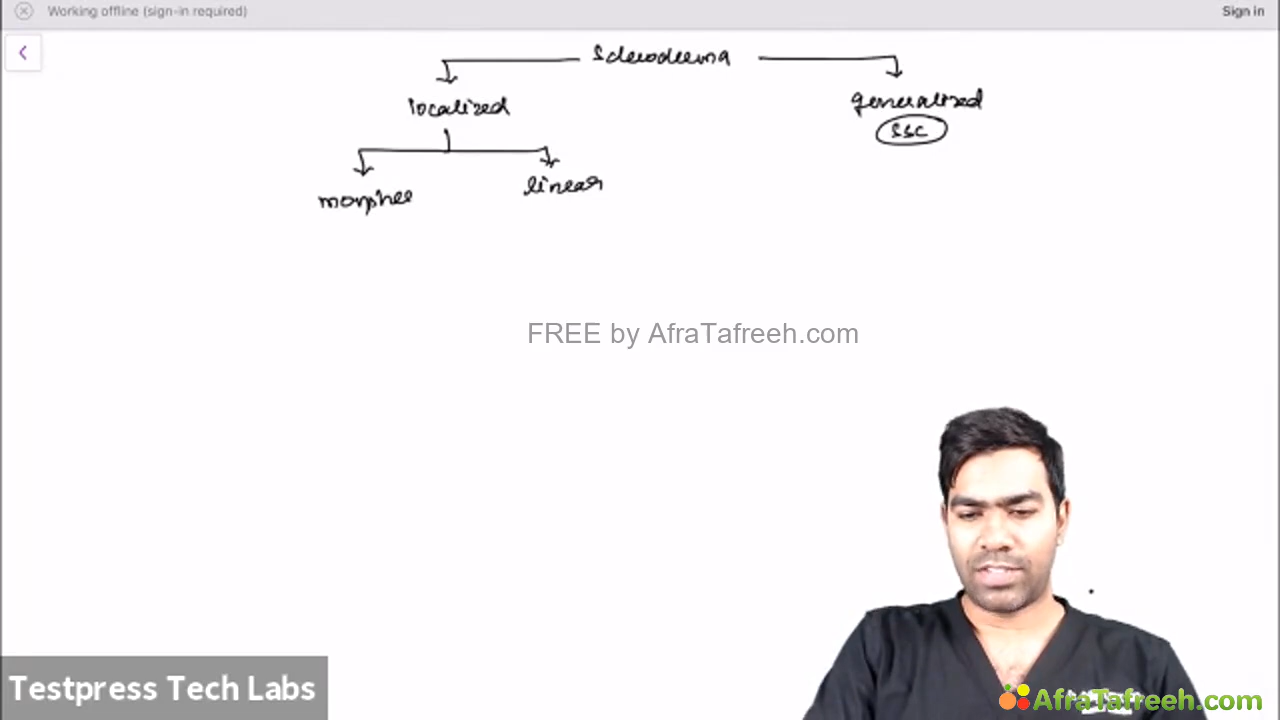 Working offline (sign-in required)
Sign in
Scleroderma
localized
generalized
SSC
morphee
linear
FREE by AfraTafreeh.com
Testpress Tech Labs
AfraTafreeh.com